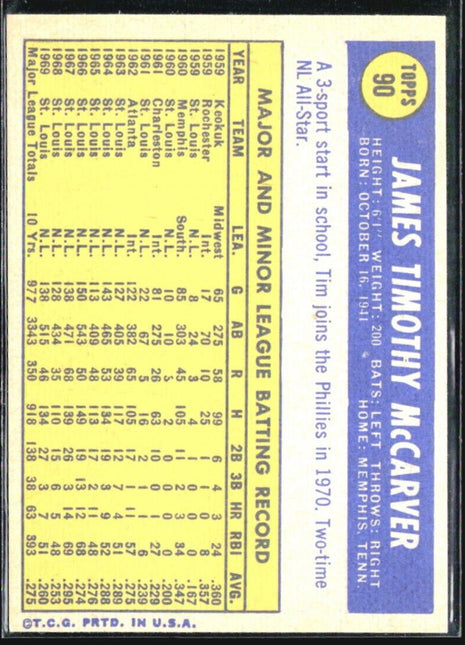 TOPPS
90
JAMES TIMOTHY McCARVER
HEIGHT: 6'1" WEIGHT: 200 BATS: LEFT THROWS: RIGHT
BORN: OCTOBER 16, 1941 HOME: MEMPHIS, TENN.
A 3-sport start in school, Tim joins the Phillies in 1970. Two-time
NL All-Star.
MAJOR AND MINOR LEAGUE BATTING RECORD
YEAR TEAM LEA. G AB R H 2B 3B HR RBI AVG.
1959 Keokuk Midwest 65 275 58 99 6 4 3 24 .360
1959 Rochester Int. 17 70 10 25 1 0 0 8 .357
1959 St. Louis N.L. 8 24 3 4 1 0 0 0 .167
1960 Memphis South. 85 303 45 105 11 2 3 34 .347
1960 St. Louis N.L. 10 10 3 2 0 0 0 0 .200
1961 Charleston Int. 81 275 26 63 10 2 1 27 .229
1961 St. Louis N.L. 22 67 5 16 2 1 1 6 .239
1962 Atlanta Int. 122 382 65 105 17 1 11 57 .275
1963 St. Louis N.L. 127 405 39 117 12 7 4 51 .289
1964 St. Louis N.L. 143 465 53 134 19 3 9 52 .288
1965 St. Louis N.L. 113 409 48 113 17 2 11 48 .276
1966 St. Louis N.L. 150 543 50 149 19 13 12 68 .274
1967 St. Louis N.L. 138 471 68 139 26 3 14 69 .295
1968 St. Louis N.L. 128 434 35 110 15 6 5 48 .253
1969 St. Louis N.L. 138 515 46 134 27 3 7 51 .260
Major League Totals 10 Yrs. 977 3343 350 918 138 38 63 393 .275
©T.C.G. PRTD. IN U.S.A.